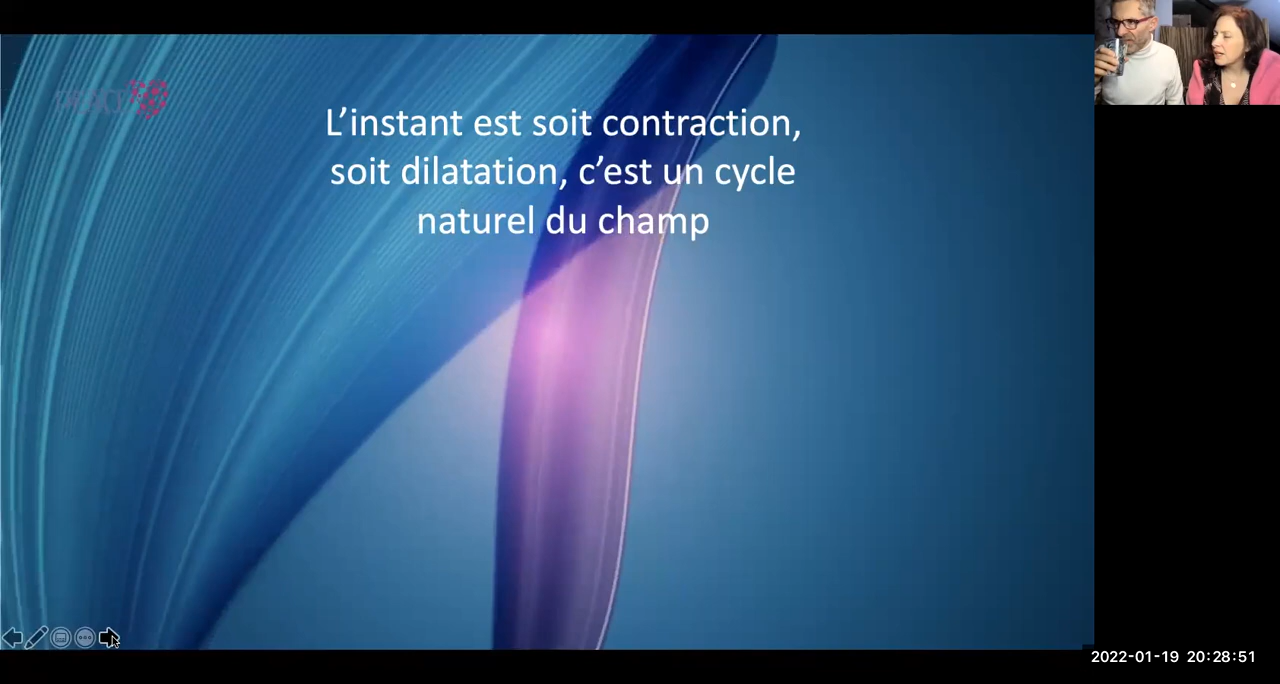 L’instant est soit contraction,
soit dilatation, c’est un cycle
naturel du champ
2022-01-19 20:28:51